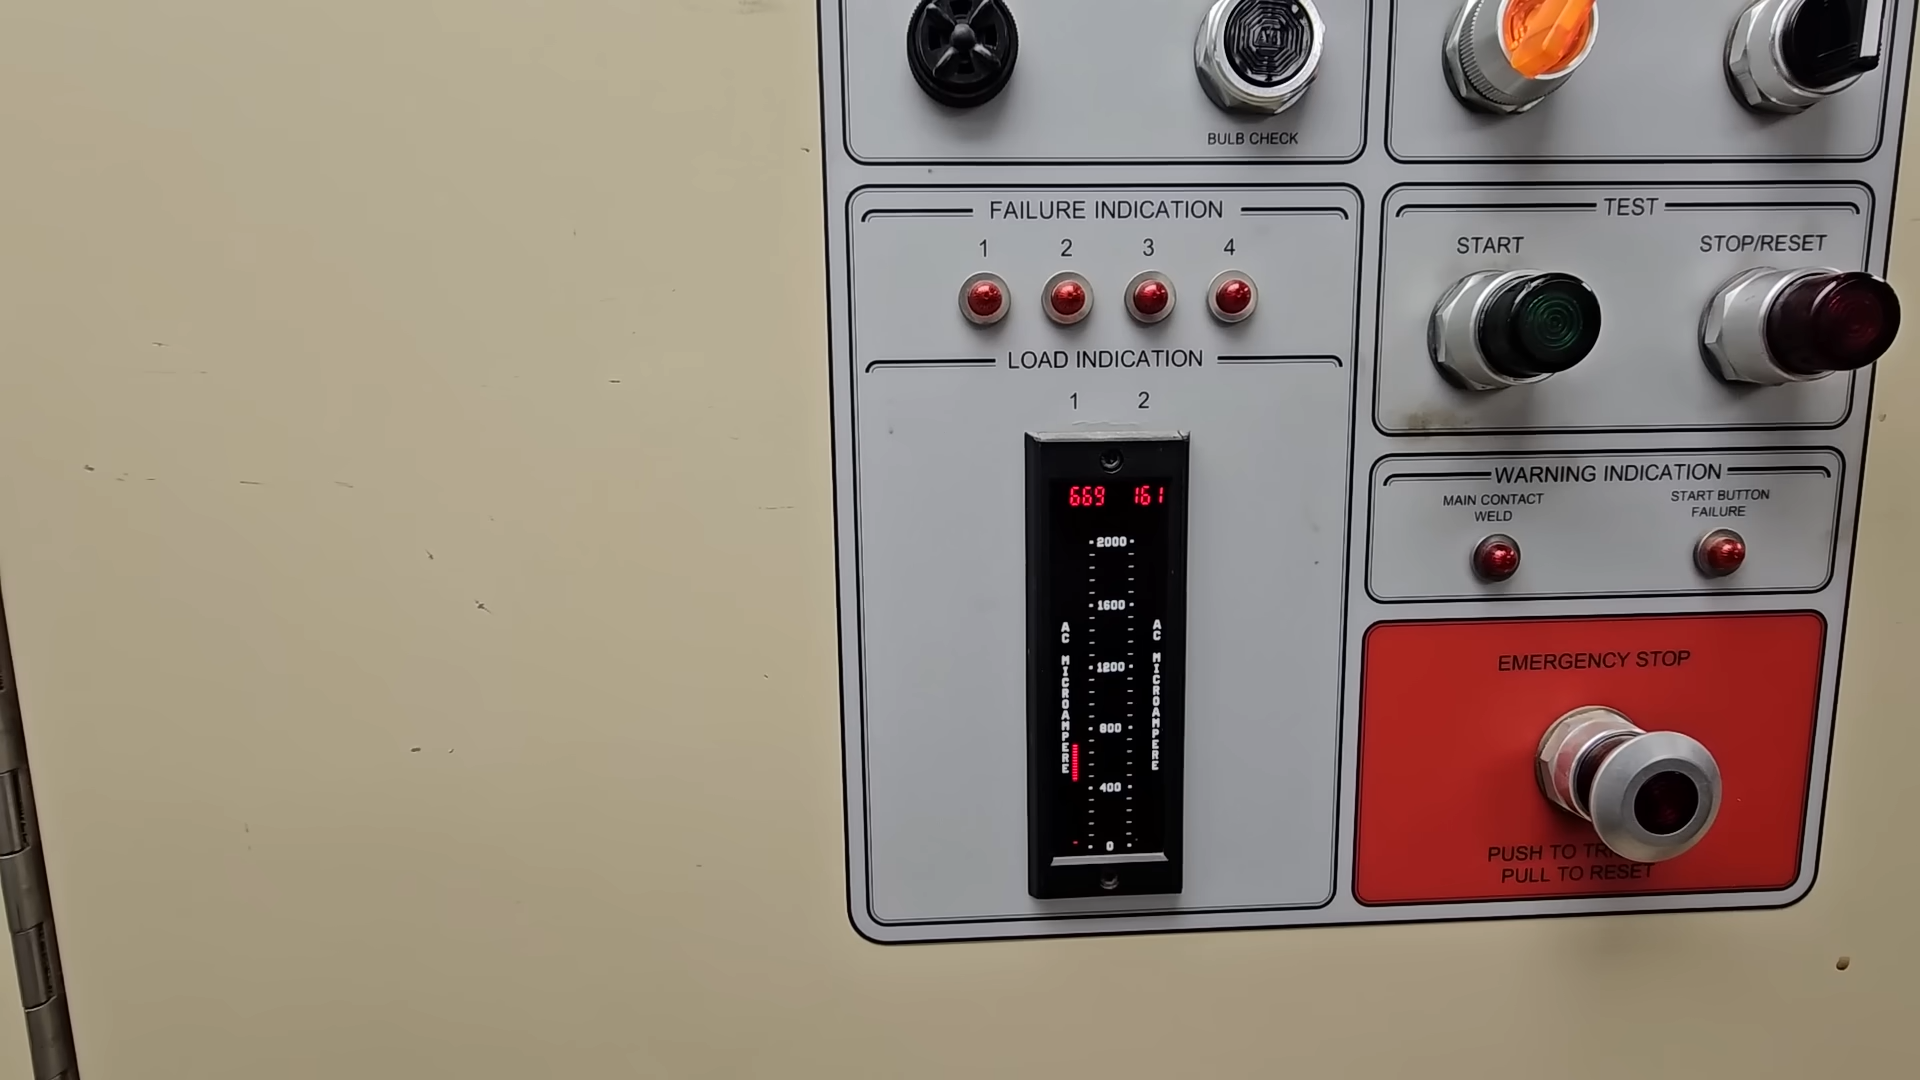 BULB CHECK
FAILURE INDICATION
1 2 3 4
LOAD INDICATION
1 2
669 161
2000
1600
1200
800
400
0
AC MICROAMPERE
AC MICROAMPERE
TEST
START
STOP/RESET
WARNING INDICATION
MAIN CONTACT
WELD
START BUTTON
FAILURE
EMERGENCY STOP
PUSH TO
PULL TO RESET